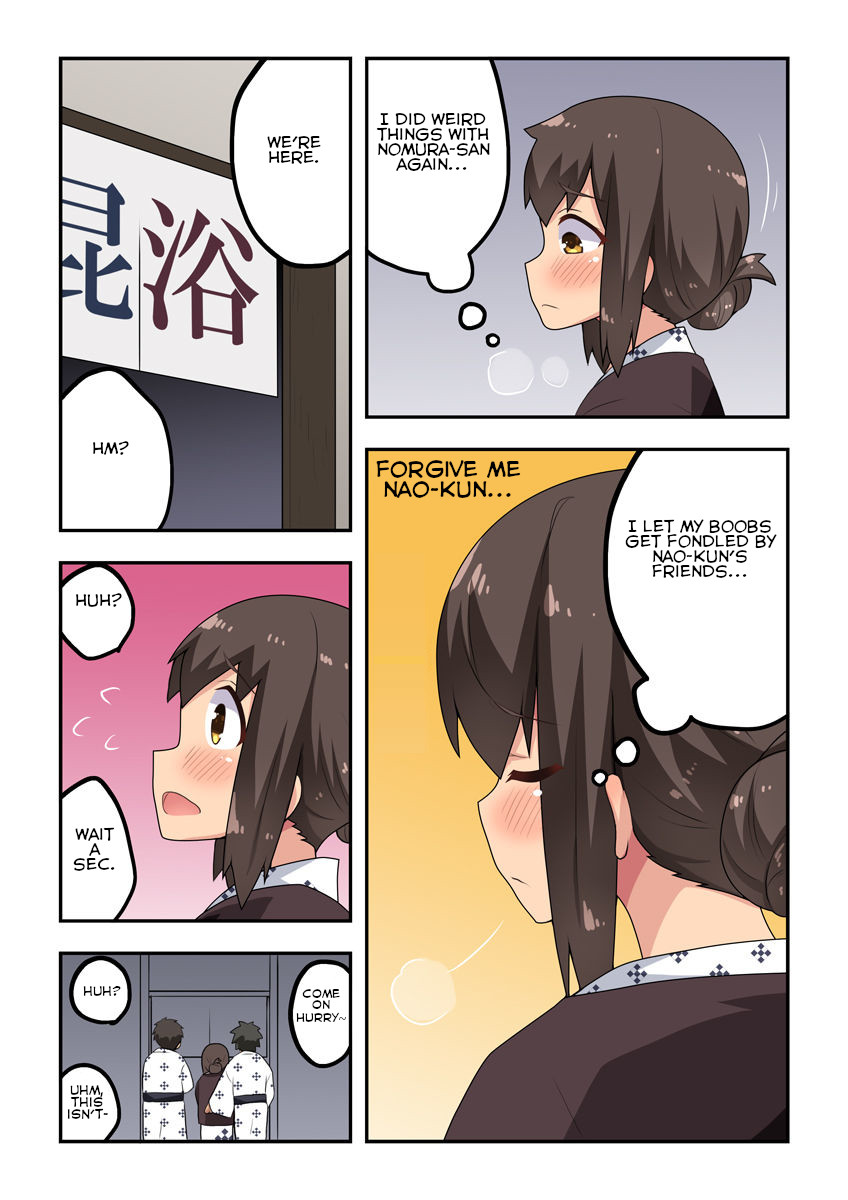 I DID WEIRD
THINGS WITH
NOMURA-SAN
AGAIN...
FORGIVE ME
NAO-KUN...
I LET MY BOOBS
GET FONDLED BY
NAO-KUN'S
FRIENDS...
WE'RE
HERE.
昆浴
HM?
HUH?
WAIT
A
SEC.
COME
ON
HURRY~
HUH?
UHM,
THIS
ISN'T-